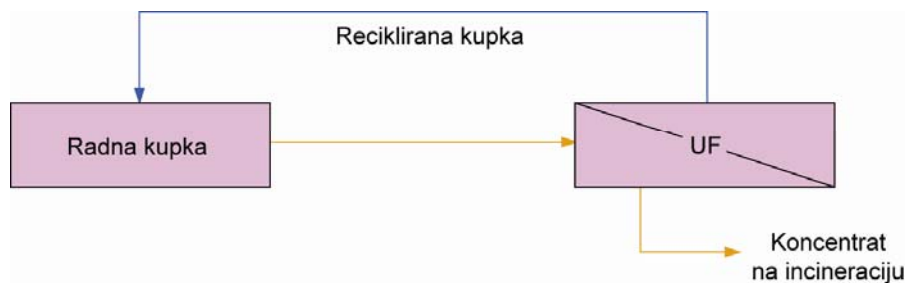 Reciklirana kupka
Radna kupka
UF
Koncentrat
na incineraciju